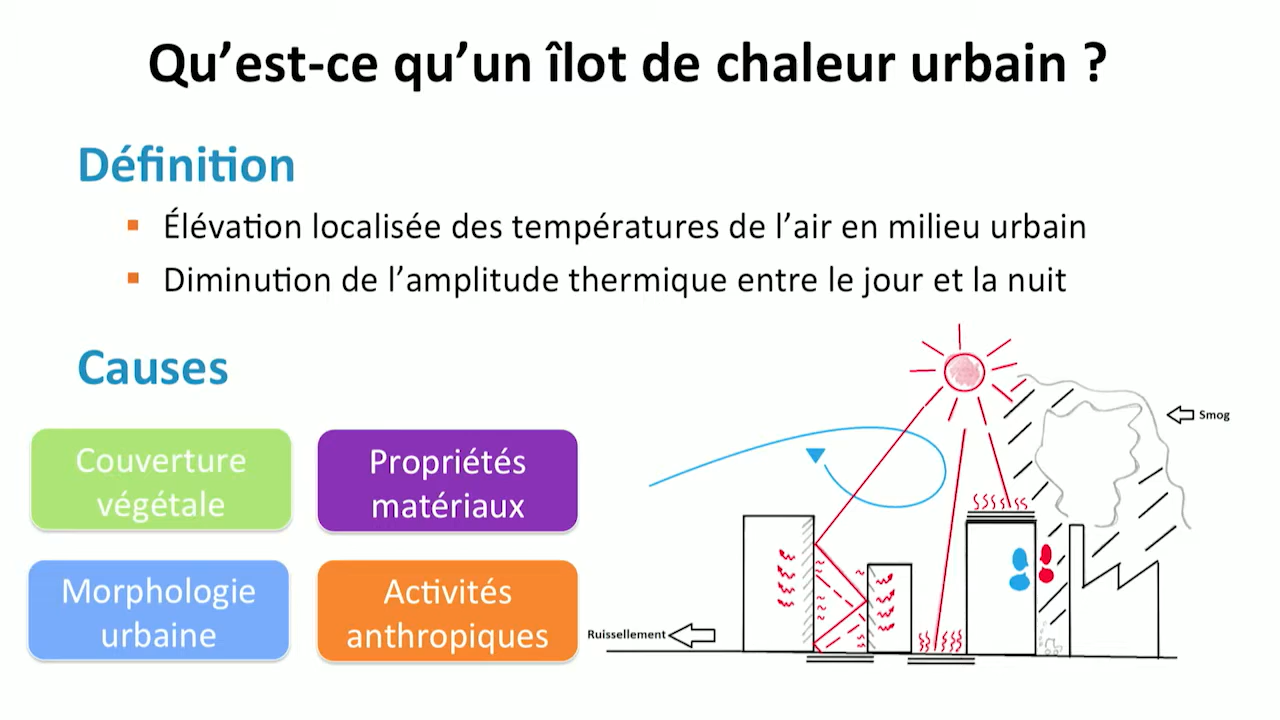 Qu’est-ce qu’un îlot de chaleur urbain ?
Définition
Élévation localisée des températures de l’air en milieu urbain
Diminution de l’amplitude thermique entre le jour et la nuit
Causes
Couverture
végétale
Propriétés
matériaux
Morphologie
urbaine
Activités
anthropiques
Smog
Ruissellement